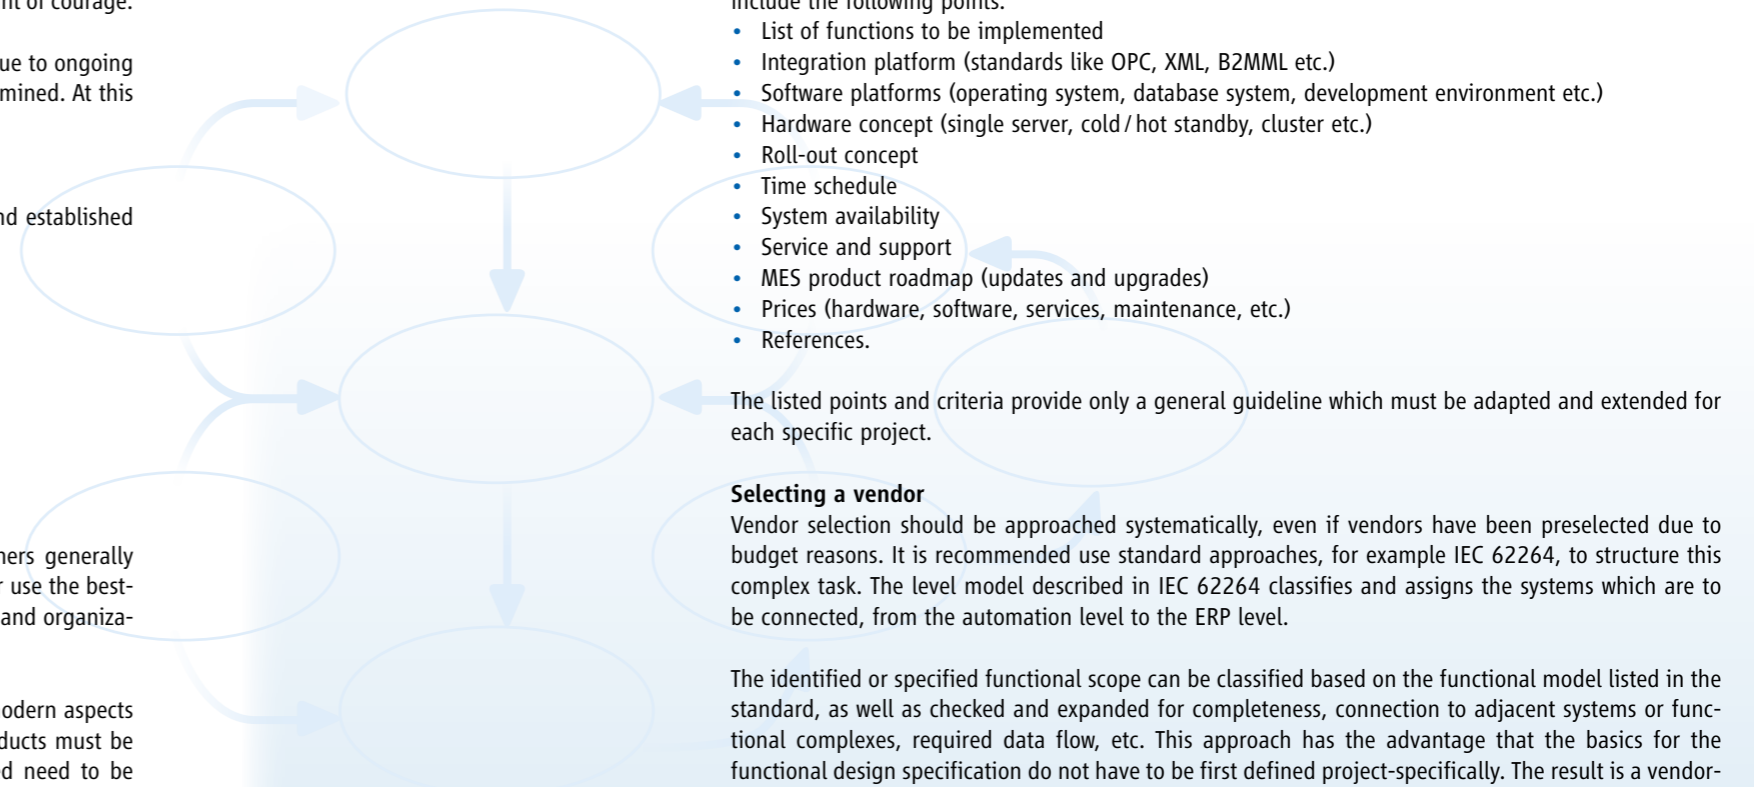 nt of courage.
ue to ongoing
mined. At this
nd established
ners generally
r use the best-
and organiza-
odern aspects
ducts must be
ed need to be
include the following points:
• List of functions to be implemented
• Integration platform (standards like OPC, XML, B2MML etc.)
• Software platforms (operating system, database system, development environment etc.)
• Hardware concept (single server, cold / hot standby, cluster etc.)
• Roll-out concept
• Time schedule
• System availability
• Service and support
• MES product roadmap (updates and upgrades)
• Prices (hardware, software, services, maintenance, etc.)
• References.
The listed points and criteria provide only a general guideline which must be adapted and extended for
each specific project.
Selecting a vendor
Vendor selection should be approached systematically, even if vendors have been preselected due to
budget reasons. It is recommended use standard approaches, for example IEC 62264, to structure this
complex task. The level model described in IEC 62264 classifies and assigns the systems which are to
be connected, from the automation level to the ERP level.
The identified or specified functional scope can be classified based on the functional model listed in the
standard, as well as checked and expanded for completeness, connection to adjacent systems or func-
tional complexes, required data flow, etc. This approach has the advantage that the basics for the
functional design specification do not have to be first defined project-specifically. The result is a vendor-